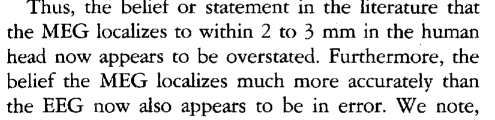 Thus, the belief or statement in the literature that
the MEG localizes to within 2 to 3 mm in the human
head now appears to be overstated. Furthermore, the
belief the MEG localizes much more accurately than
the EEG now also appears to be in error. We note,